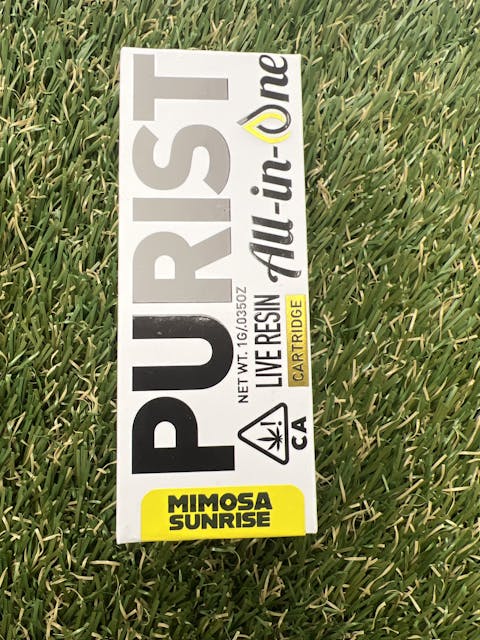 PURIST
All-in-One
NET WT. 1G/.035OZ
LIVE RESIN
CARTRIDGE
CA
MIMOSA
SUNRISE